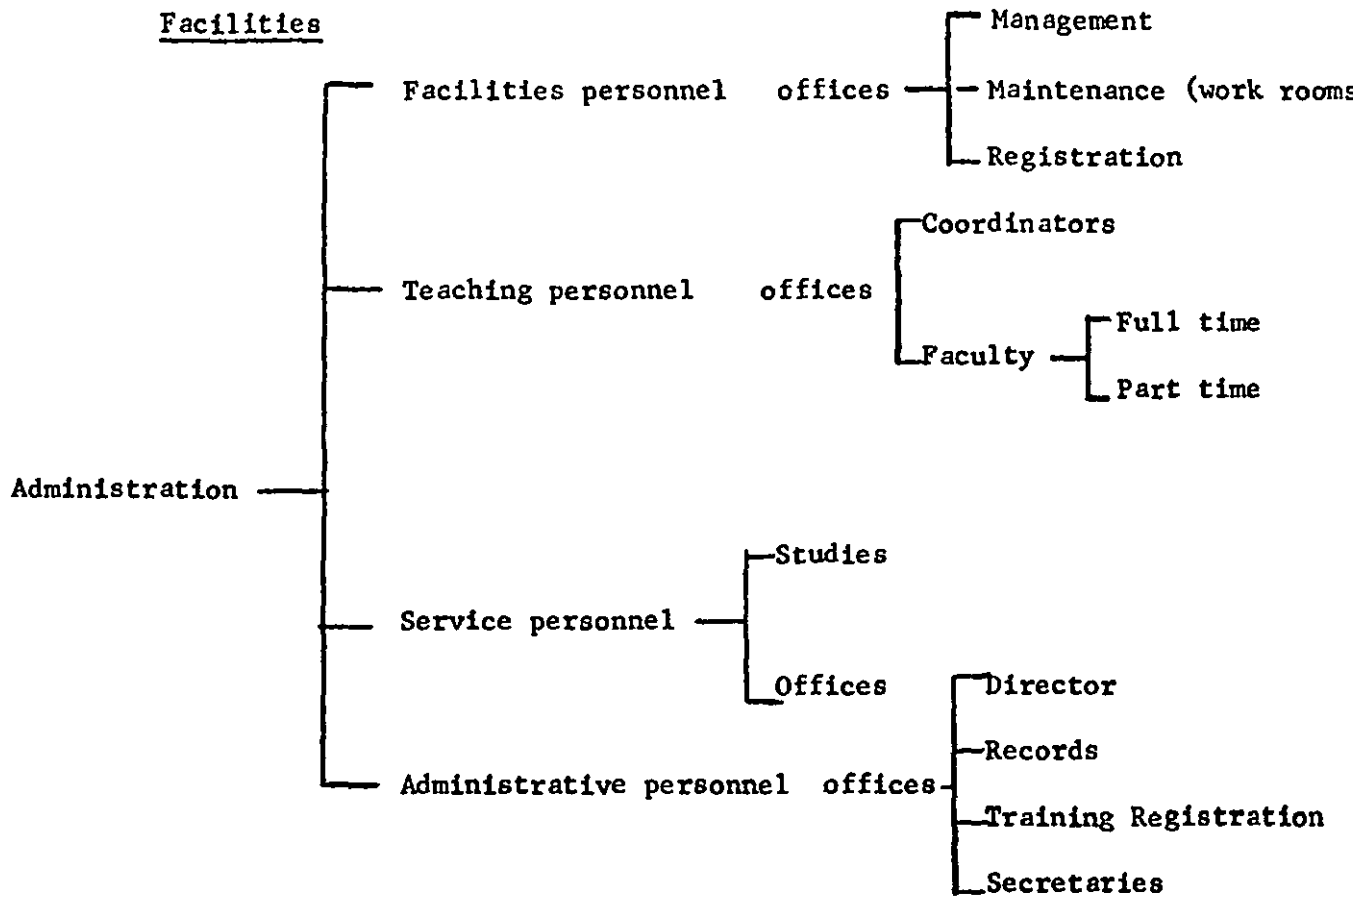 Facilities
Management
Facilities personnel offices
Maintenance (work rooms
Registration
Coordinators
Teaching personnel offices
Full time
Faculty
Part time
Administration
Studies
Service personnel
Offices
Director
Records
Administrative personnel offices
Training Registration
Secretaries